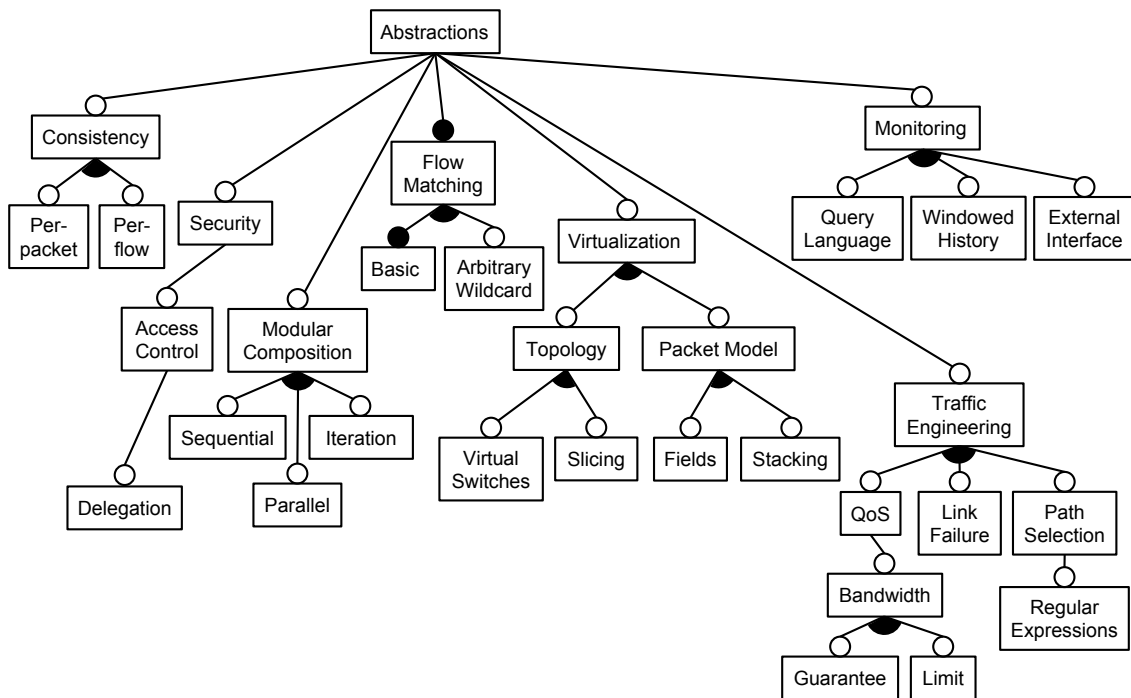 Abstractions
Consistency
Monitoring
Flow
Matching
Per-
packet
Per-
flow
Security
Query
Language
Windowed
History
External
Interface
Virtualization
Basic
Arbitrary
Wildcard
Access
Control
Modular
Composition
Topology
Packet Model
Traffic
Engineering
Sequential
Iteration
Virtual
Switches
Slicing
Fields
Stacking
Delegation
Parallel
QoS
Link
Failure
Path
Selection
Bandwidth
Regular
Expressions
Guarantee
Limit